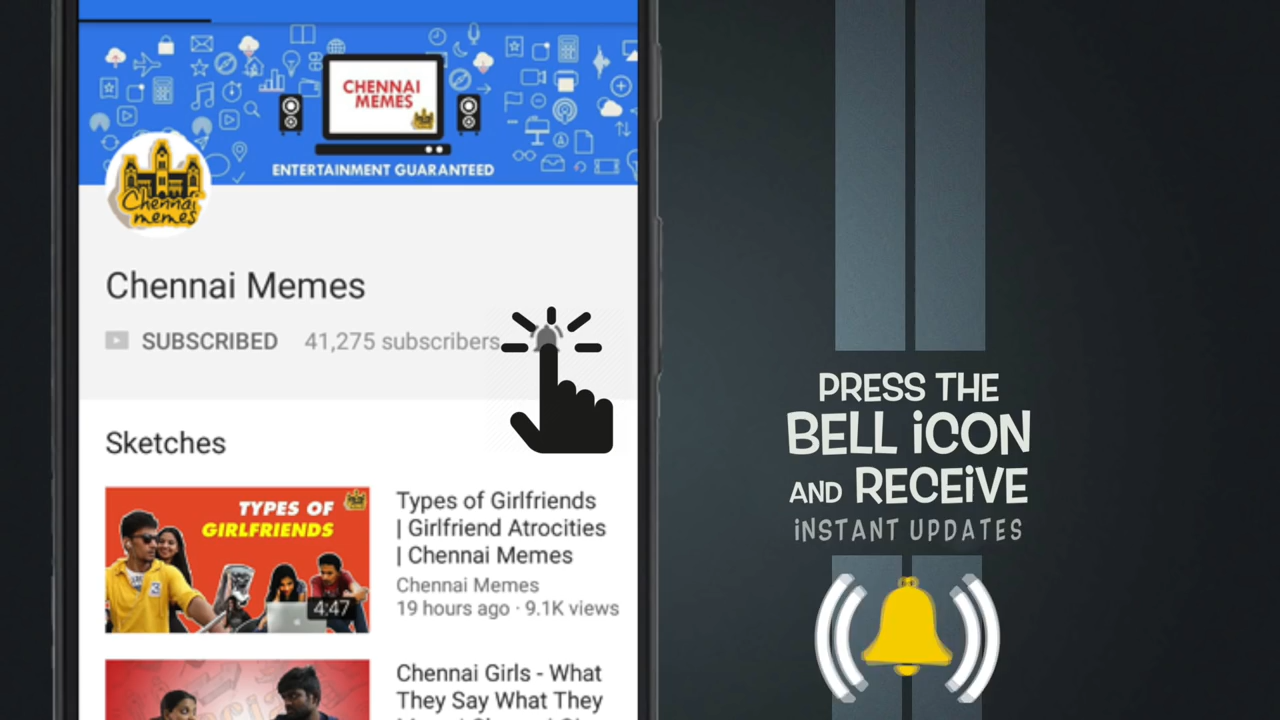 CHENNAI
MEMES
ENTERTAINMENT GUARANTEED
Chennai
memes
Chennai Memes
SUBSCRIBED 41,275 subscribers
Sketches
TYPES OF
GIRLFRIENDS
4:47
Types of Girlfriends
| Girlfriend Atrocities
| Chennai Memes
Chennai Memes
19 hours ago · 9.1K views
Chennai Girls - What
They Say What They
PRESS THE
BELL iCON
AND RECEiVE
iNSTANT UPDATES